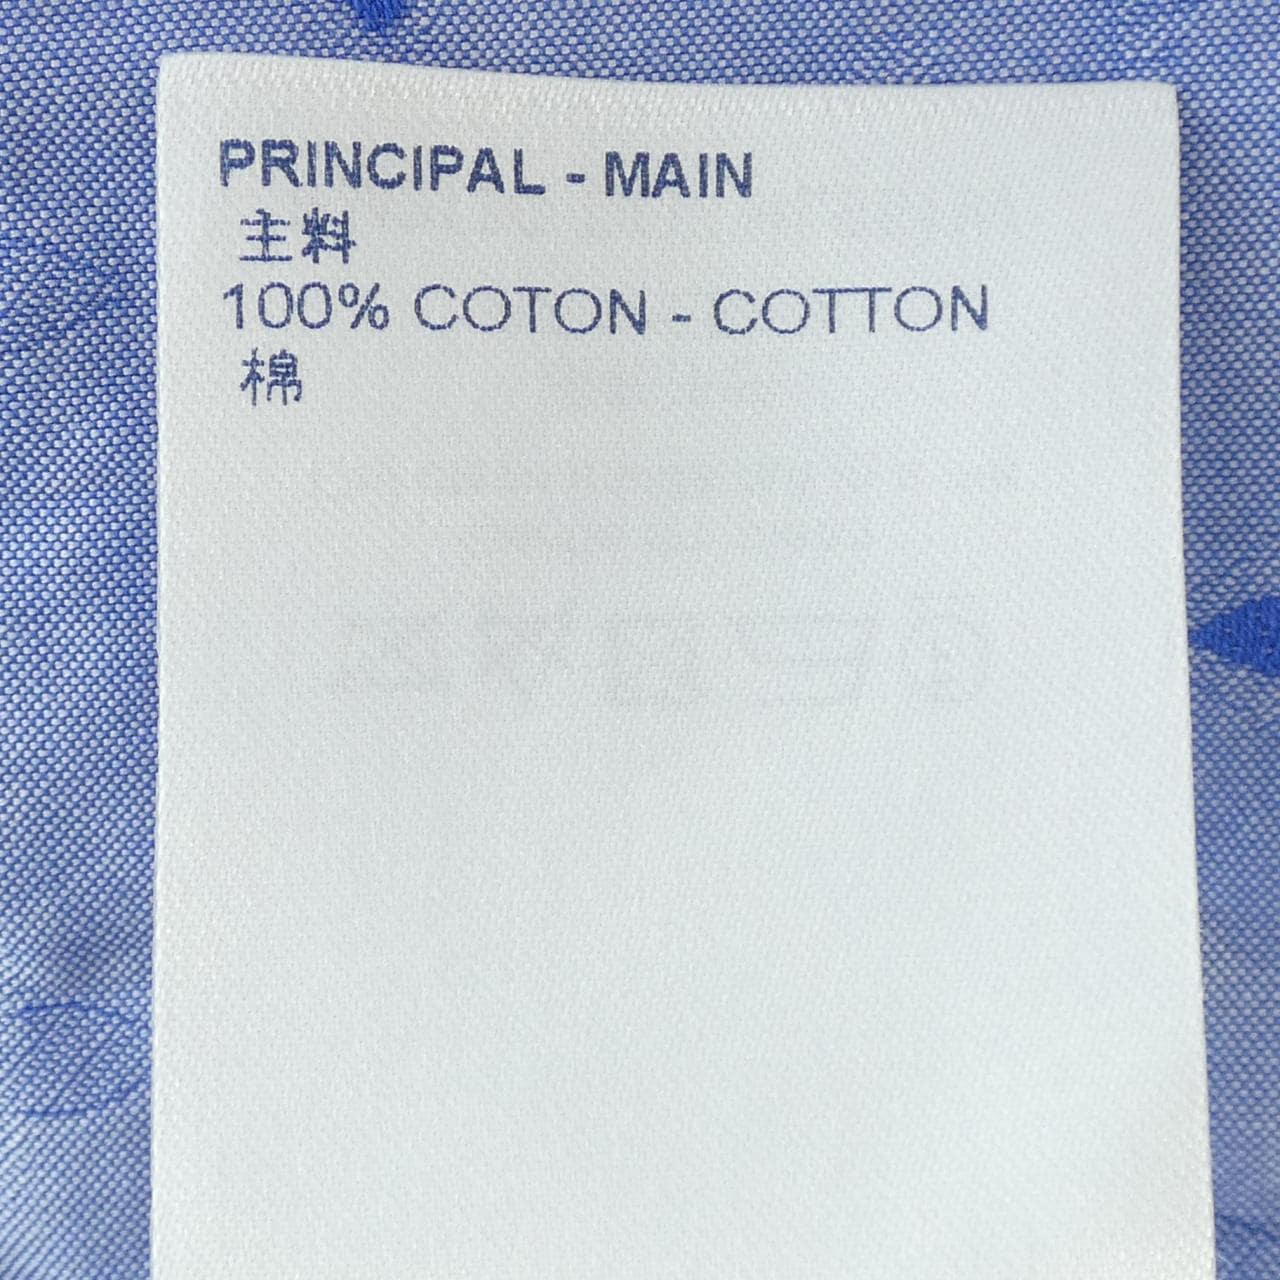 PRINCIPAL - MAIN
主料
100% COTON - COTTON
棉